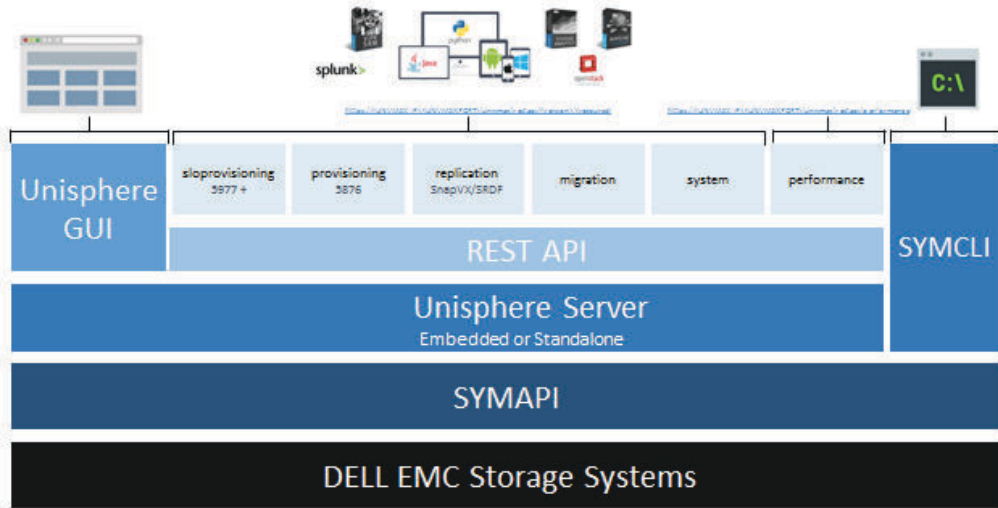 splunk>
python
Java
openstack
C:\
Unisphere
GUI
sloprovisioning
5977 +
provisioning
5876
replication
SnapVX/SRDF
migration
system
performance
REST API
SYMCLI
Unisphere Server
Embedded or Standalone
SYMAPI
DELL EMC Storage Systems